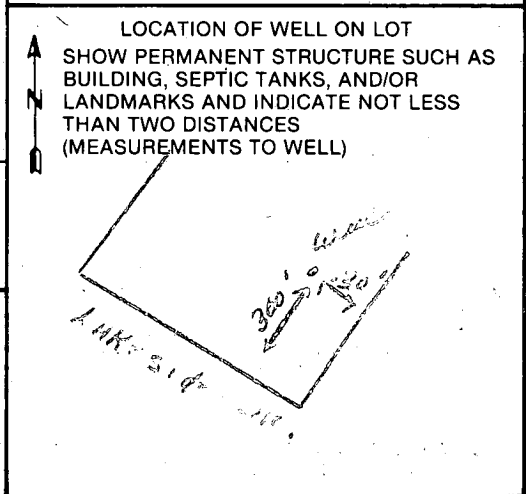 LOCATION OF WELL ON LOT
SHOW PERMANENT STRUCTURE SUCH AS
BUILDING, SEPTIC TANKS, AND/OR
N LANDMARKS AND INDICATE NOT LESS
THAN TWO DISTANCES
(MEASUREMENTS TO WELL)
360'